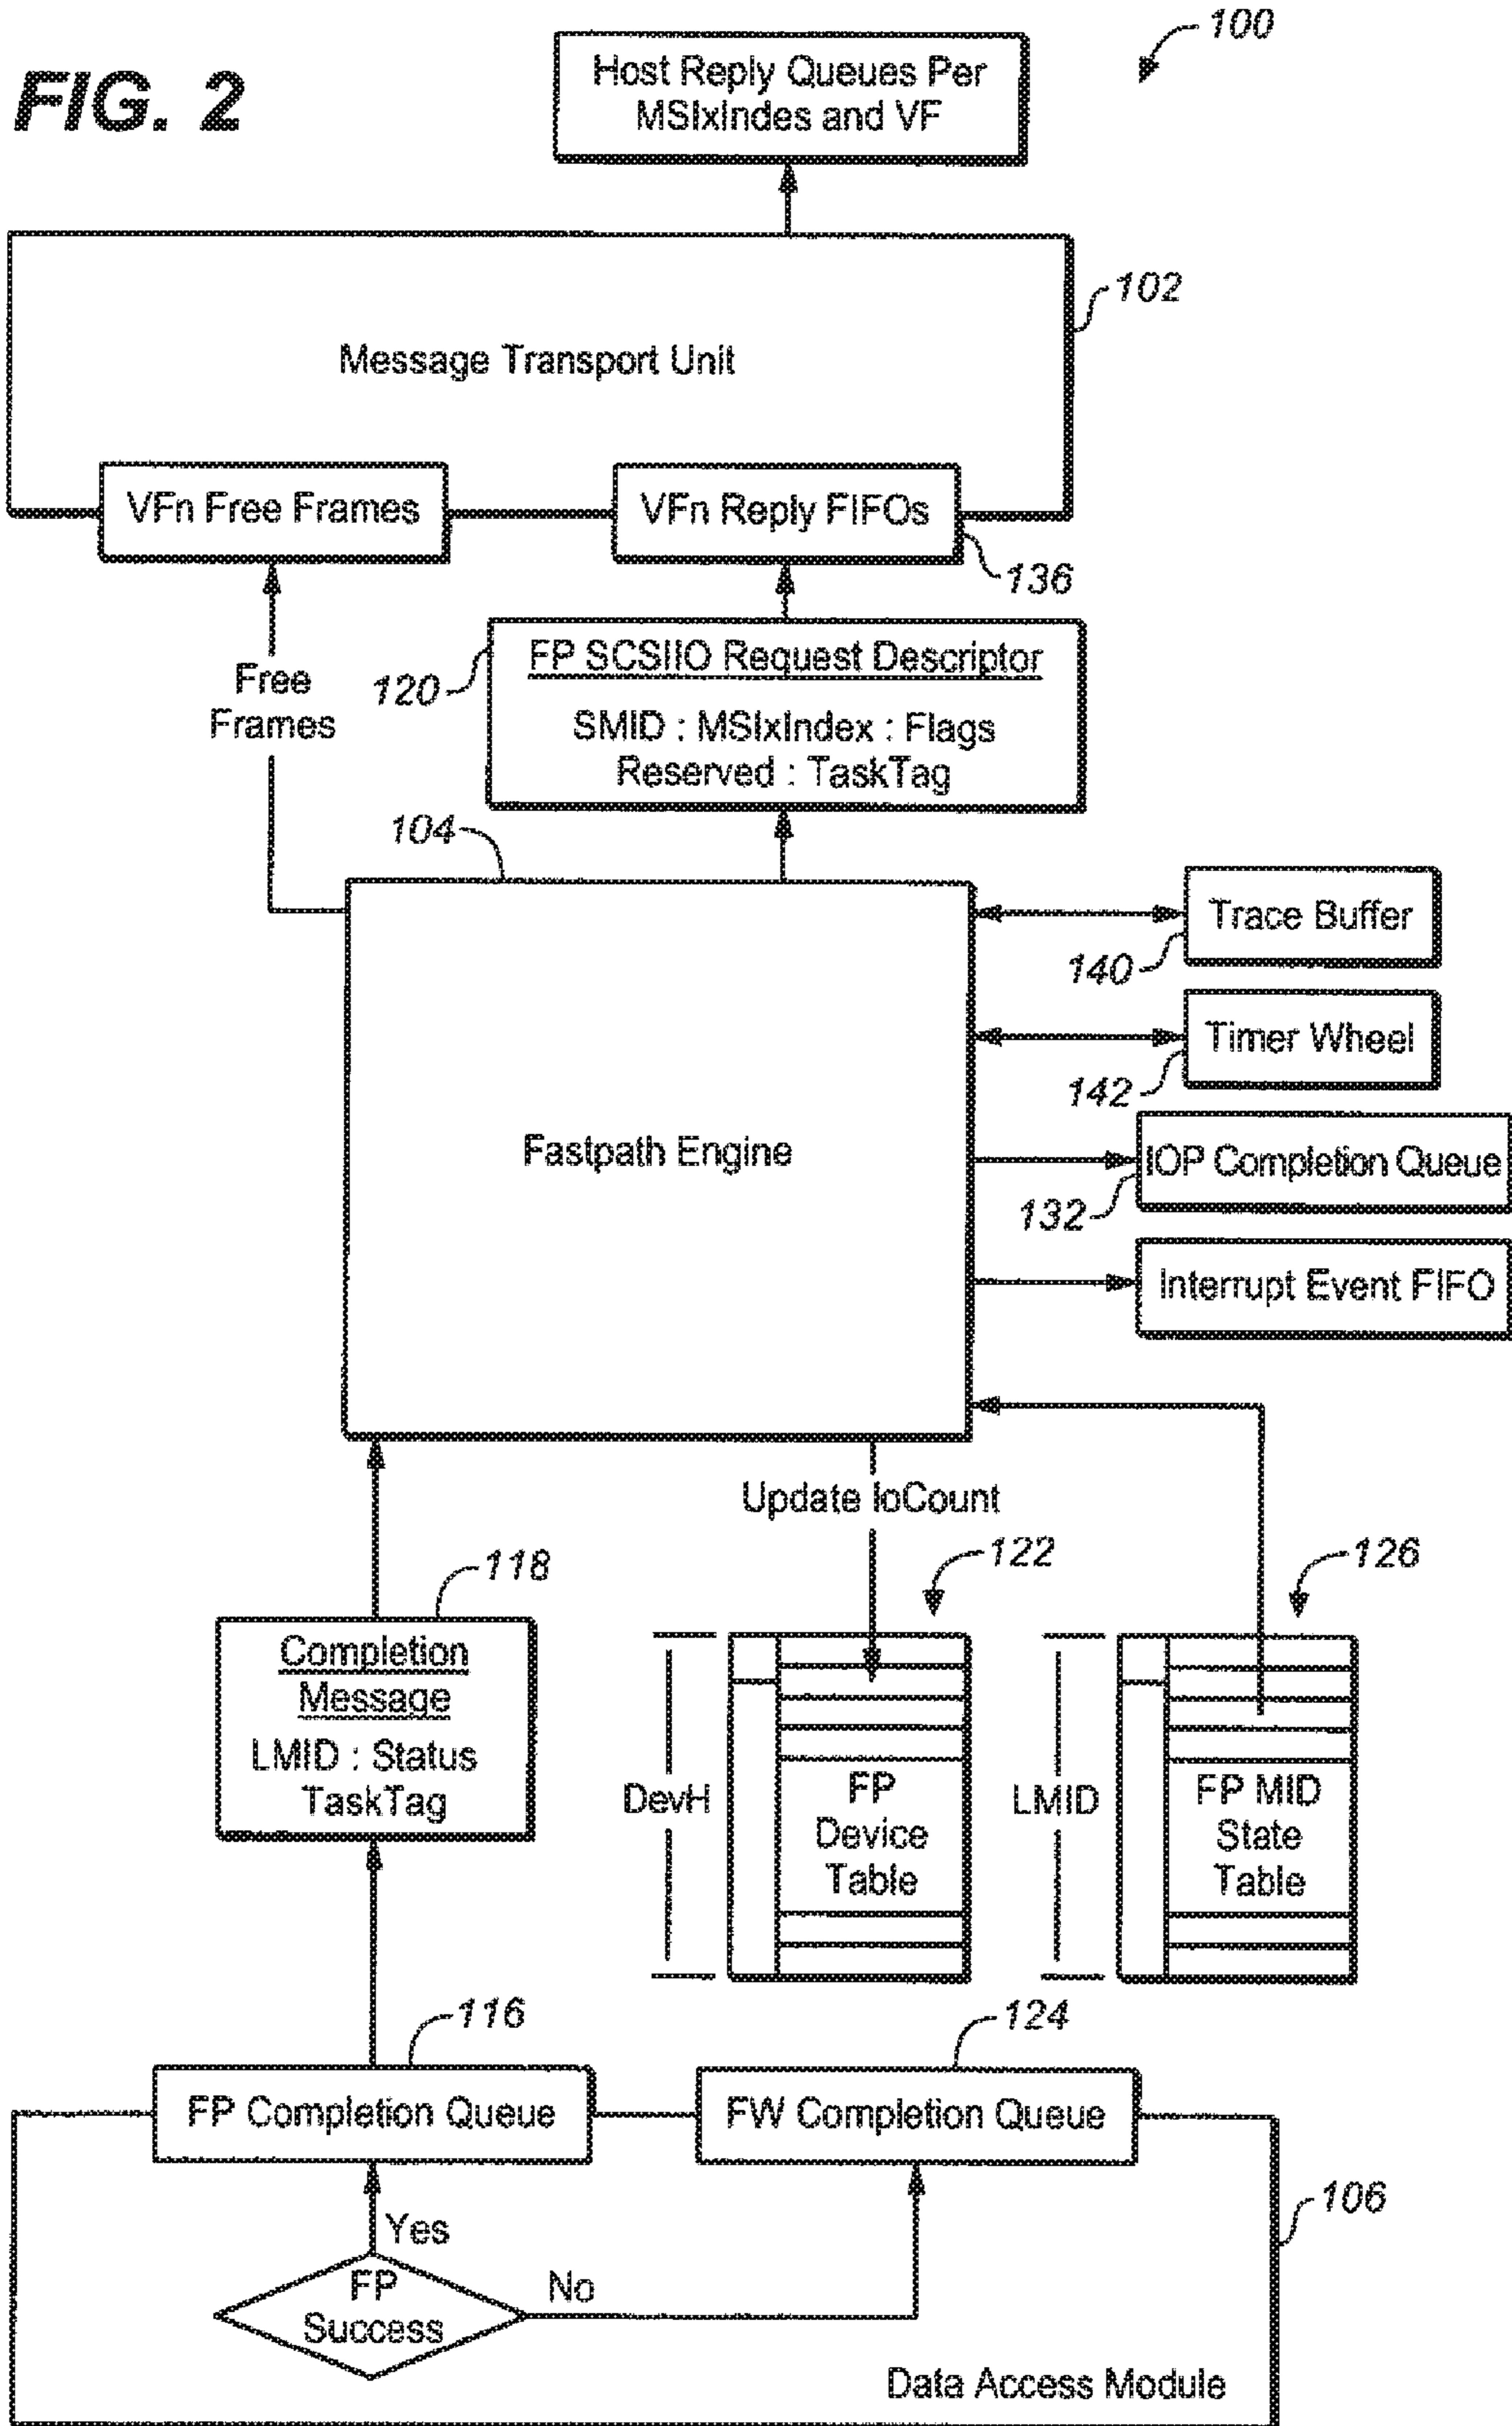 FIG. 2
100
Host Reply Queues Per
MSIxIndes and VF
102
Message Transport Unit
VFn Free Frames
VFn Reply FIFOs
136
Free
Frames
120
FP SCSIIO Request Descriptor
SMID : MSIxIndex : Flags
Reserved : TaskTag
104
Fastpath Engine
Trace Buffer
140
Timer Wheel
142
IOP Completion Queue
132
Interrupt Event FIFO
Update IoCount
118
Completion
Message
LMID : Status
TaskTag
122
DevH
FP
Device
Table
126
LMID
FP MID
State
Table
116
FP Completion Queue
124
FW Completion Queue
106
Yes
FP
Success
No
Data Access Module